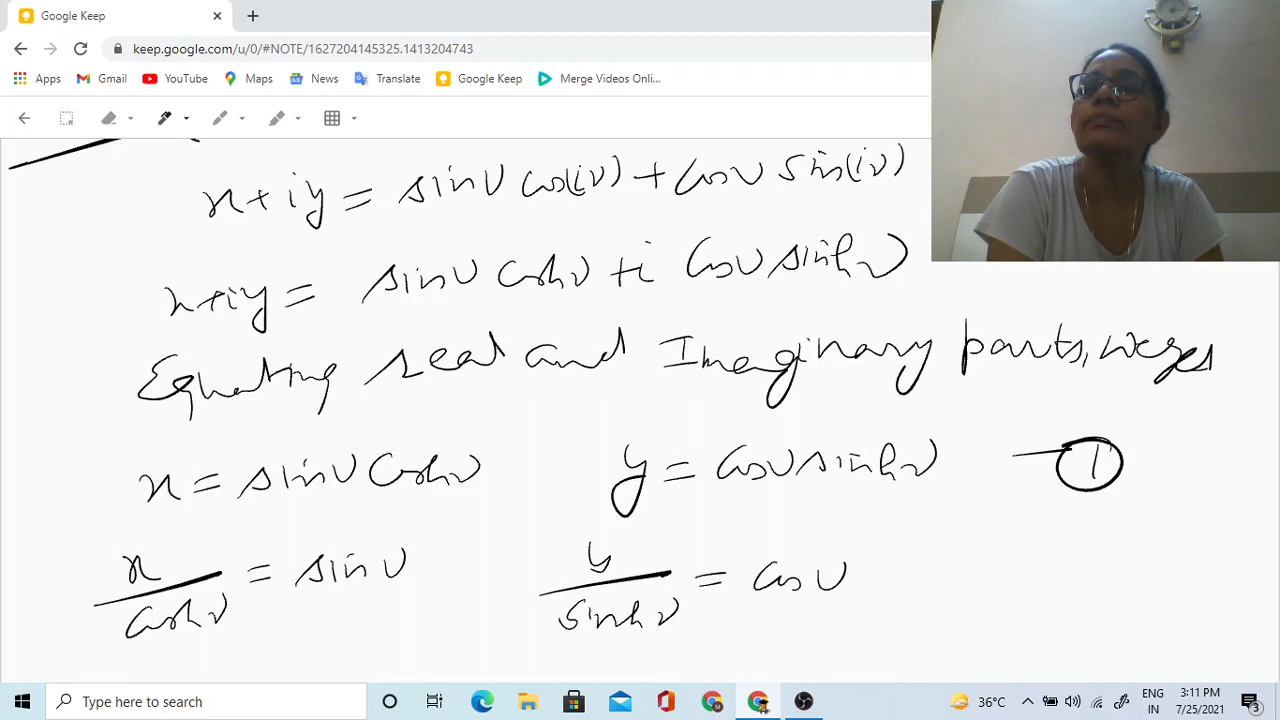 Google Keep
keep.google.com/u/0/#NOTE/1627204145325.1413204743
Apps Gmail YouTube Maps News Translate Google Keep Merge Videos Onli...
x+iy = sinu cos(iv) + cosu sin(iv)
x+iy = sinu coshv + i cosu sinhv
Equating real and Imaginary parts, we get
x = sinu coshv y = cosu sinhv — 1
x/coshv = sinu y/sinhv = cosu
Type here to search 36°C ENG IN 3:11 PM 7/25/2021 3